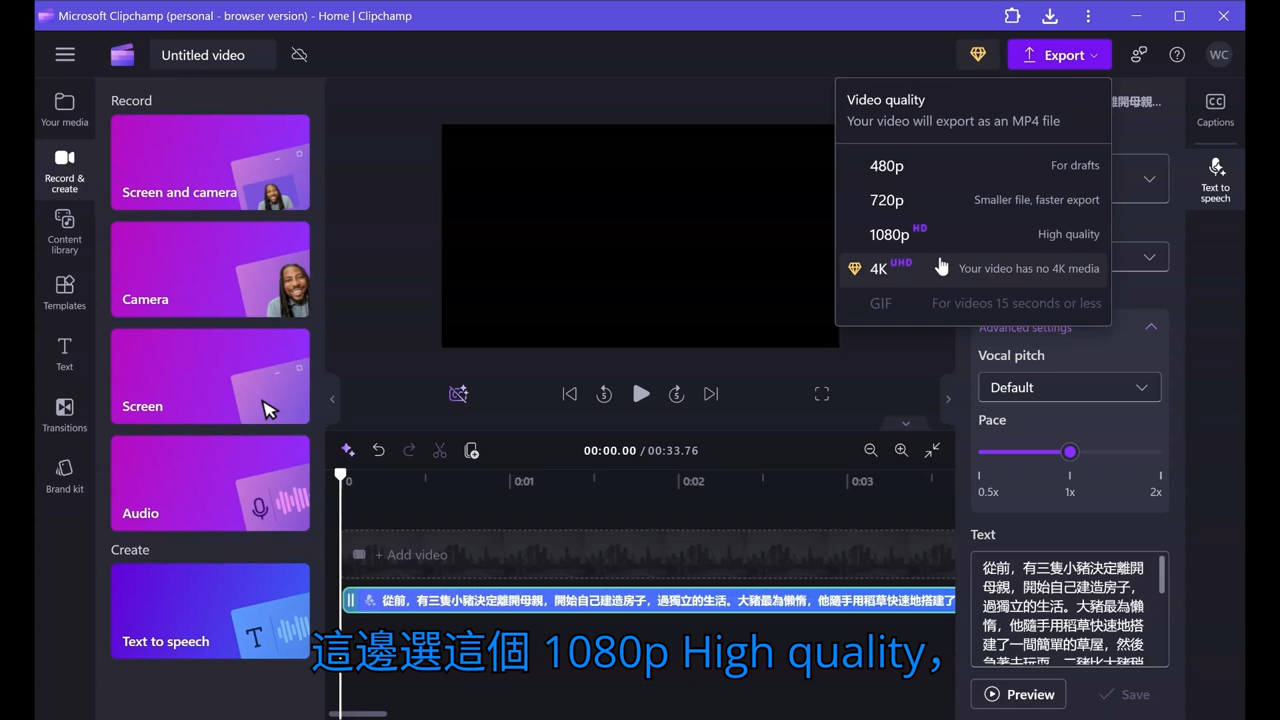 Microsoft Clipchamp (personal - browser version) - Home | Clipchamp
Untitled video
Export
WC
Your media
Record & create
Content library
Templates
Text
Transitions
Brand kit
Record
Screen and camera
Camera
Screen
Audio
Create
Text to speech
Video quality
Your video will export as an MP4 file
480p For drafts
720p Smaller file, faster export
1080p HD High quality
4K UHD Your video has no 4K media
GIF For videos 15 seconds or less
離開母親...
CC
Captions
Text to speech
Advanced settings
Vocal pitch
Default
Pace
0.5x 1x 2x
Text
從前，有三隻小豬決定離開
母親，開始自己建造房子，
過獨立的生活。大豬最為懶
惰，他隨手用稻草快速地搭
建了一間簡單的草屋，然後
Preview
Save
5
5
00:00.00 / 00:33.76
0 0:01 0:02 0:03
+ Add video
從前，有三隻小豬決定離開母親，開始自己建造房子，過獨立的生活。大豬最為懶惰，他隨手用稻草快速地搭建了
T
這邊選這個 1080p High quality，